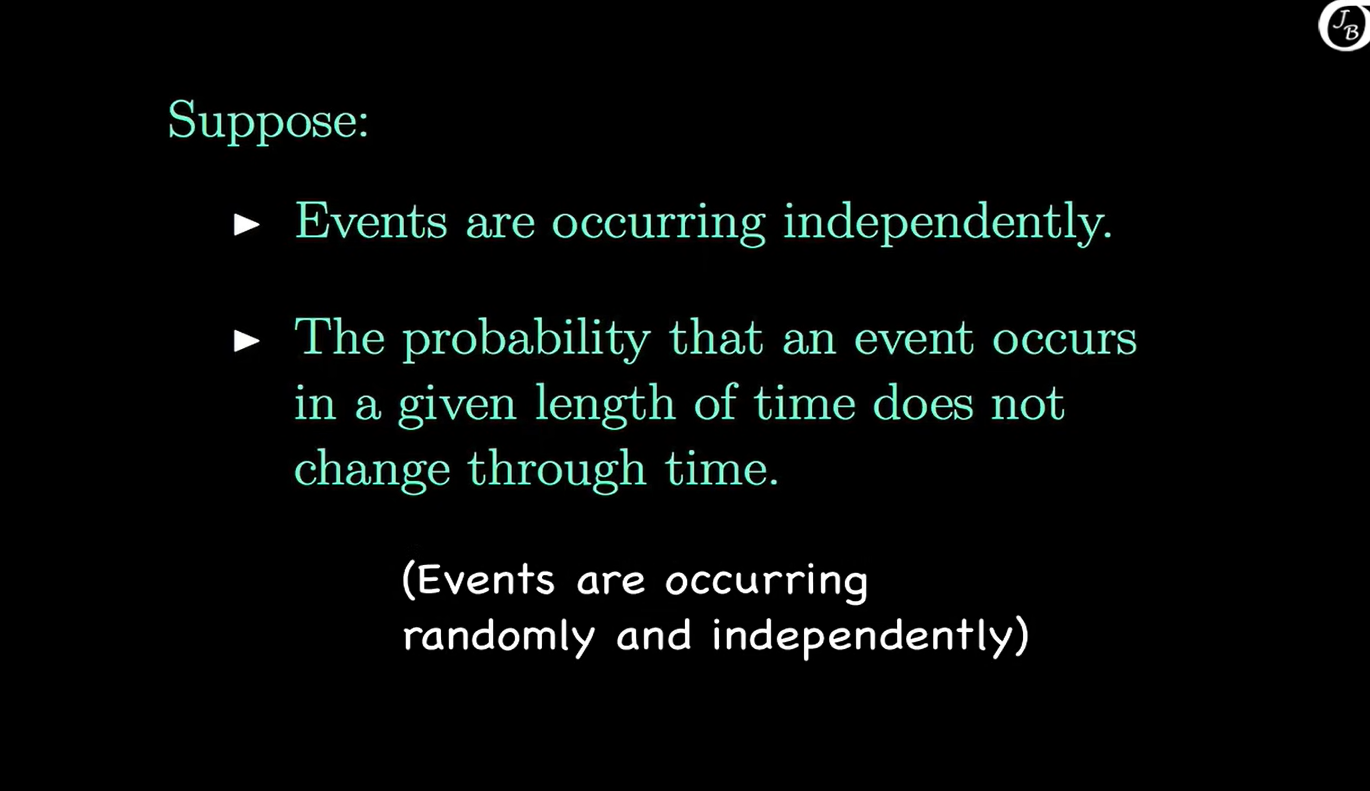 JB
Suppose:
► Events are occurring independently.
► The probability that an event occurs
in a given length of time does not
change through time.
(Events are occurring
randomly and independently)